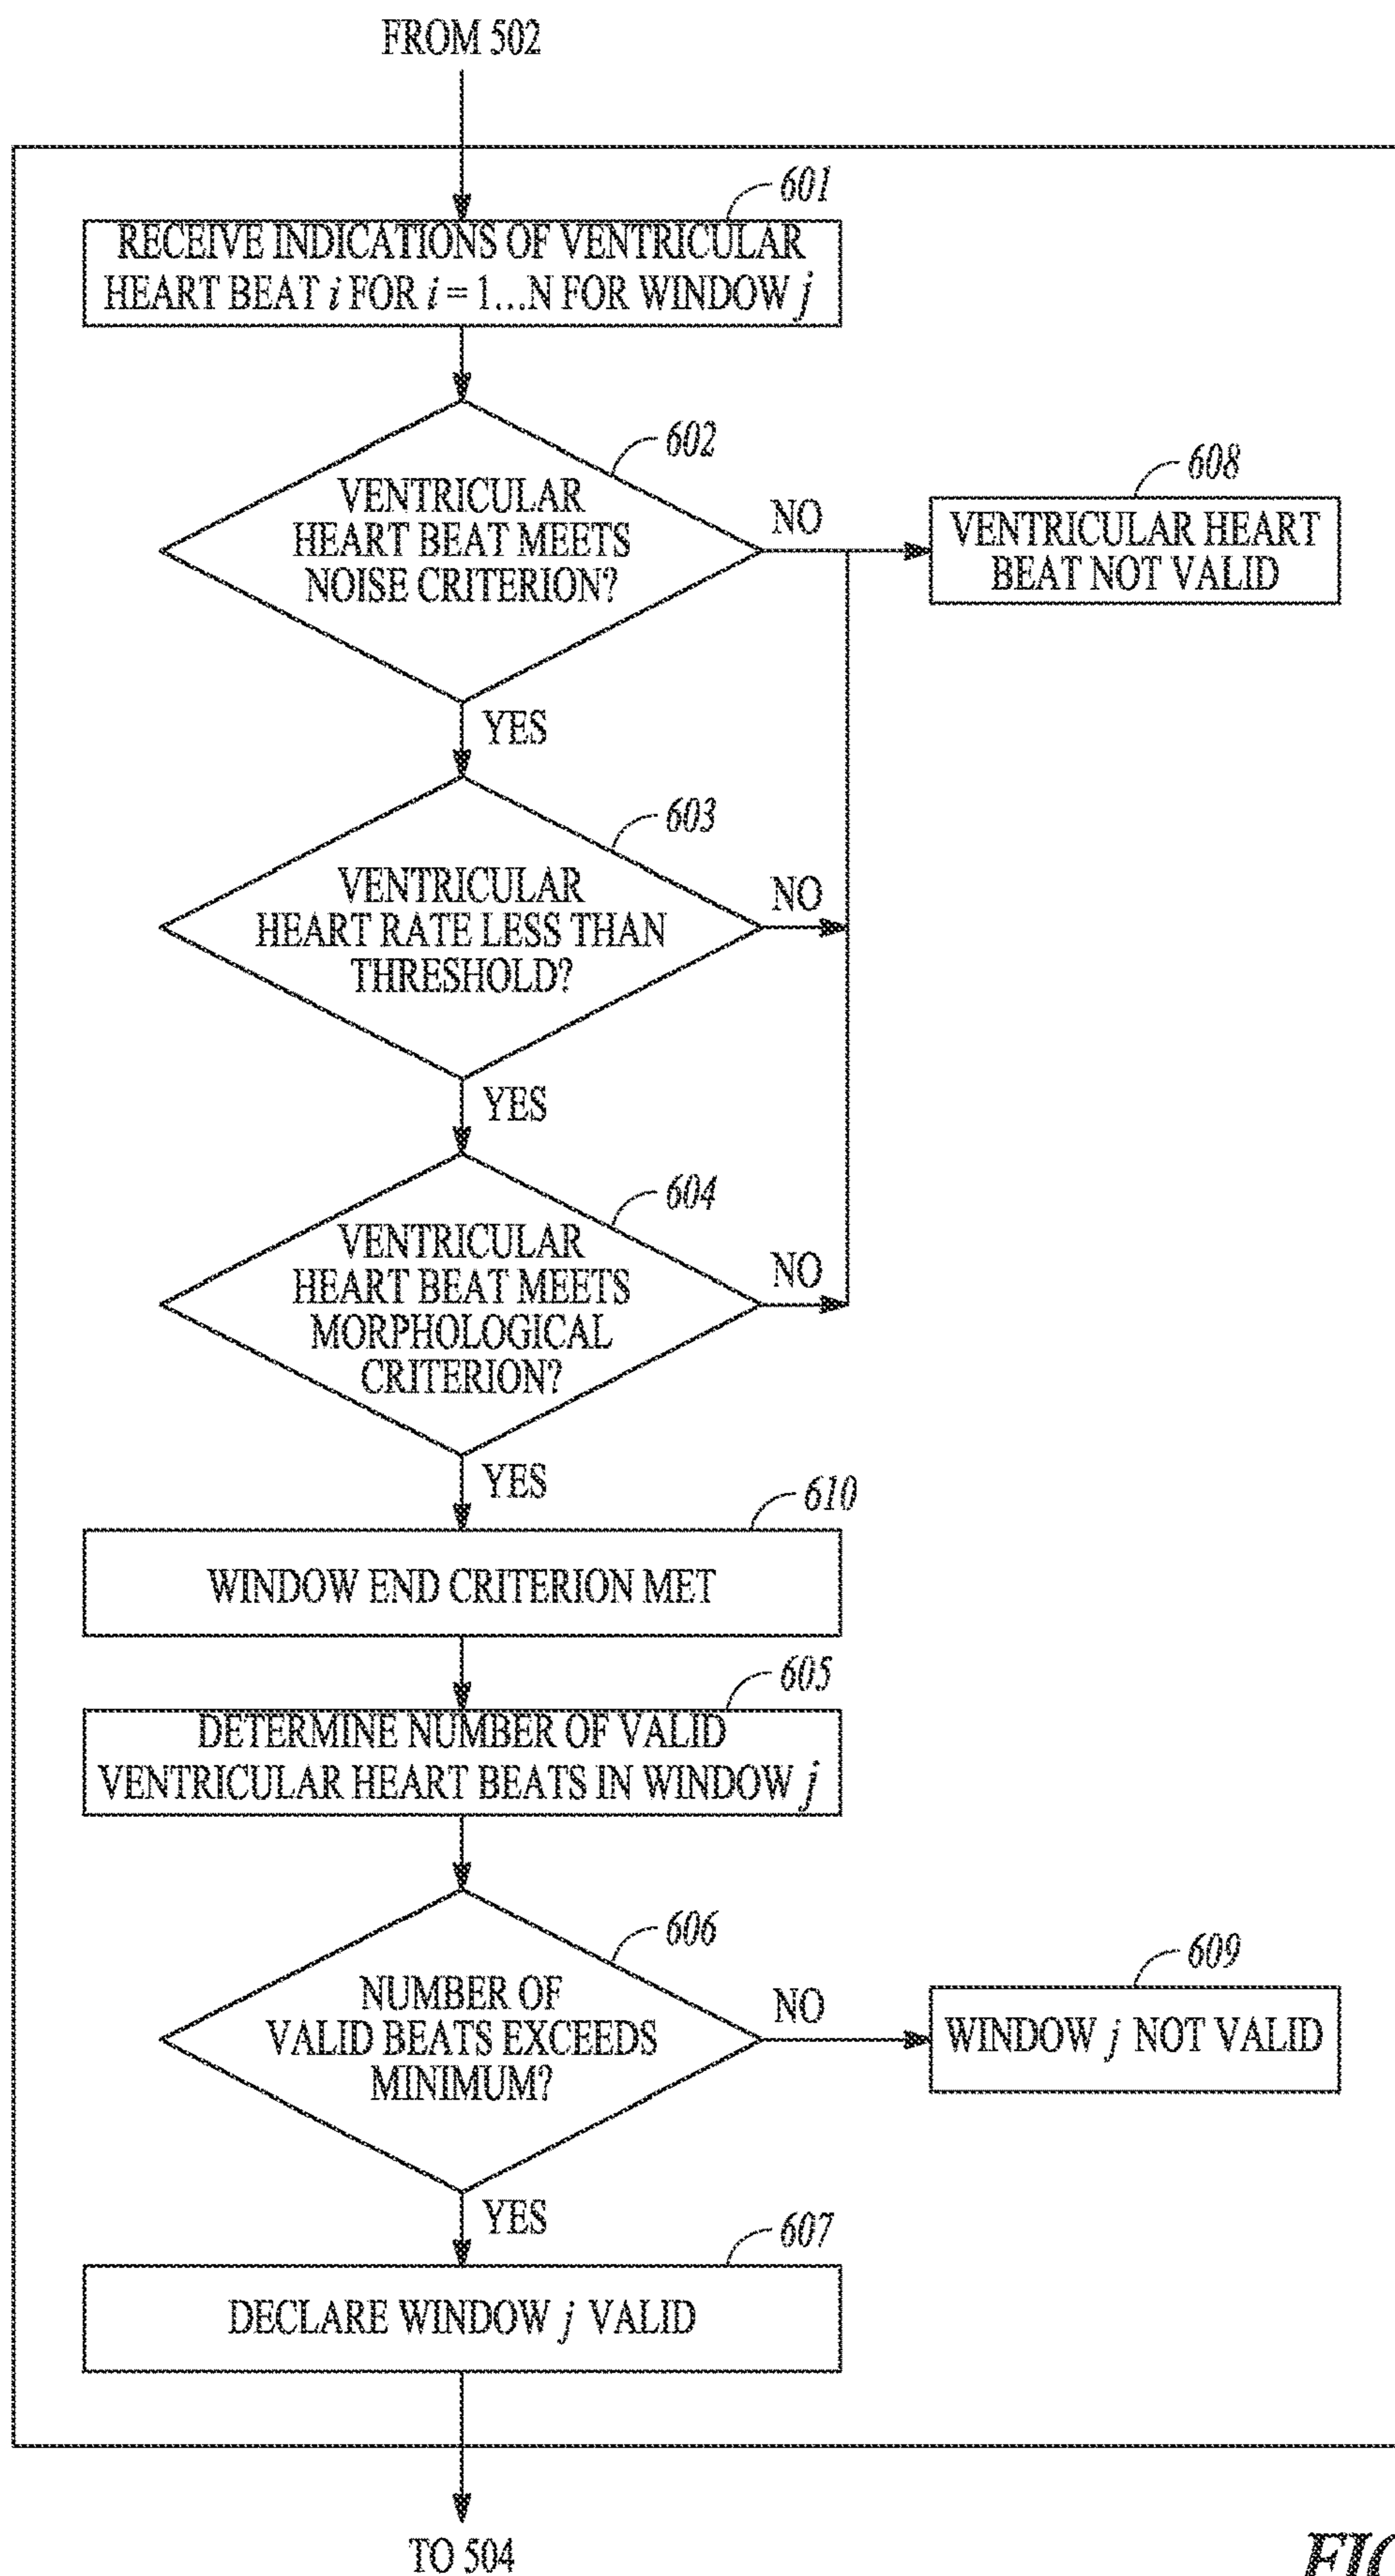 FROM 502
601
RECEIVE INDICATIONS OF VENTRICULAR
HEART BEAT i FOR i = 1...N FOR WINDOW j
602
VENTRICULAR
HEART BEAT MEETS
NOISE CRITERION?
NO
608
VENTRICULAR HEART
BEAT NOT VALID
YES
603
VENTRICULAR
HEART RATE LESS THAN
THRESHOLD?
NO
YES
604
VENTRICULAR
HEART BEAT MEETS
MORPHOLOGICAL
CRITERION?
NO
YES
610
WINDOW END CRITERION MET
605
DETERMINE NUMBER OF VALID
VENTRICULAR HEART BEATS IN WINDOW j
606
NUMBER OF
VALID BEATS EXCEEDS
MINIMUM?
NO
609
WINDOW j NOT VALID
YES
607
DECLARE WINDOW j VALID
TO 504